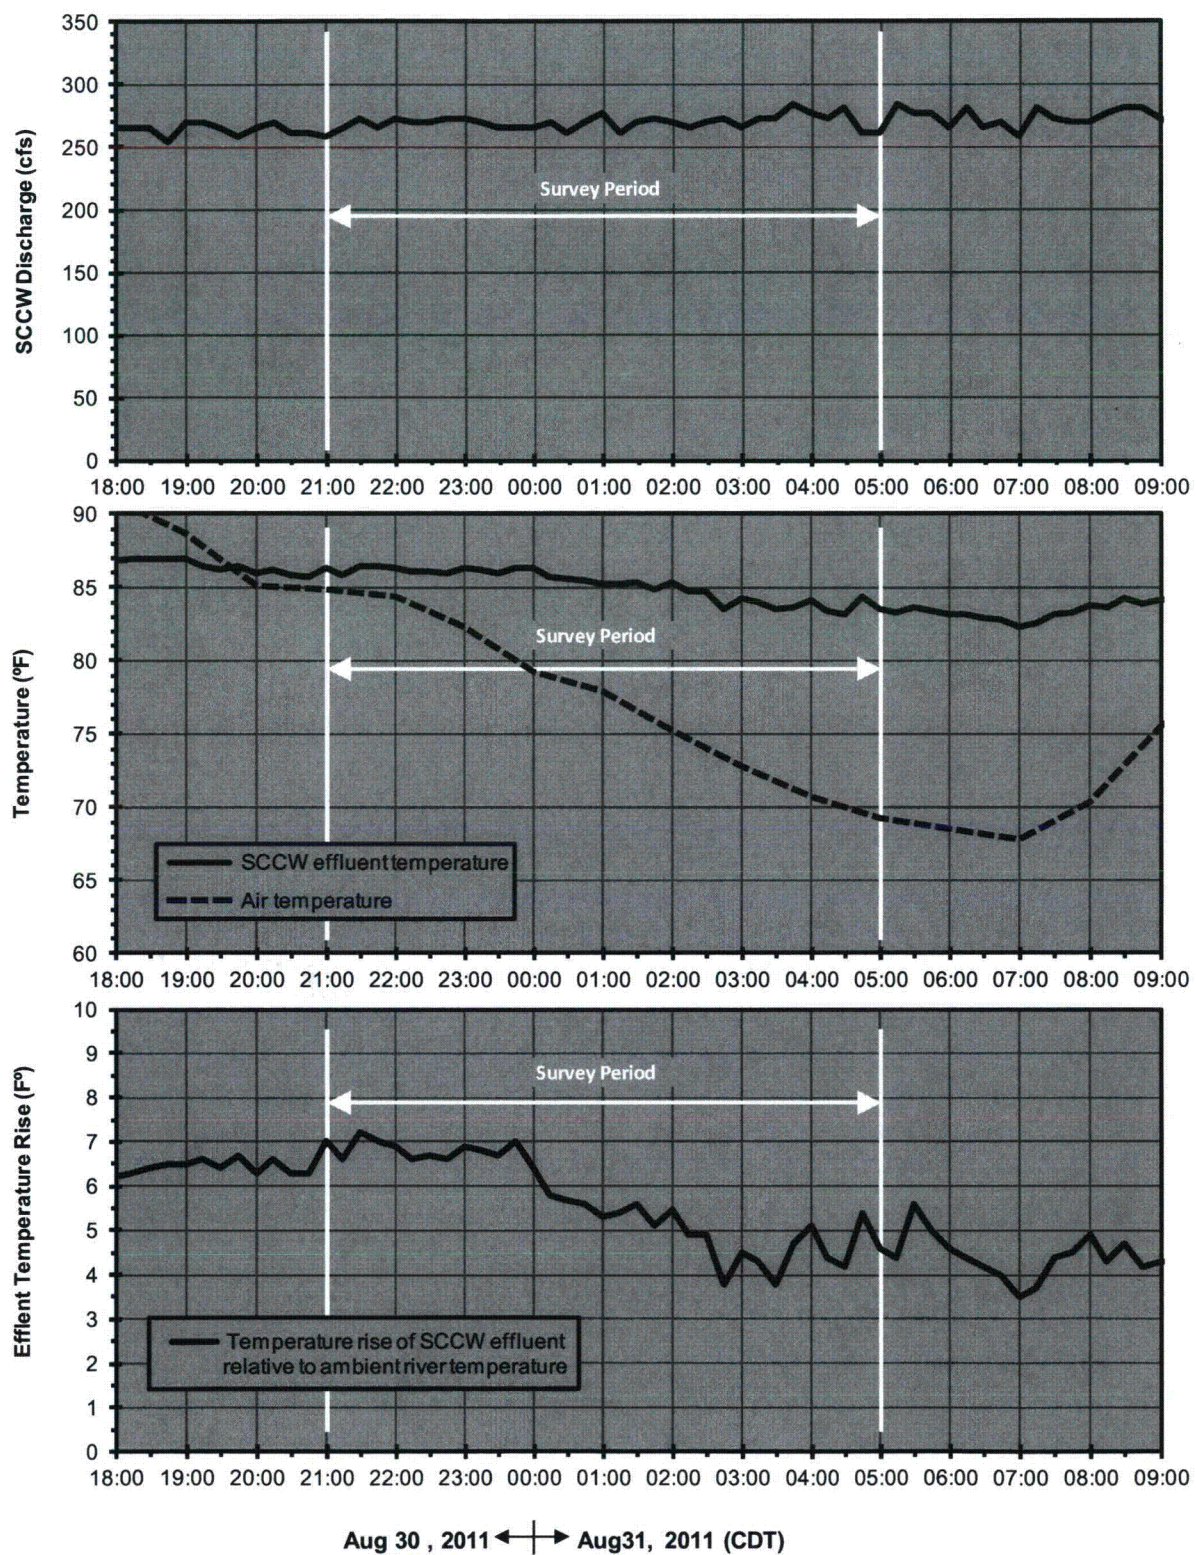 SCCW Discharge (cfs)
350
300
250
200
150
100
50
0
Survey Period
18:00 19:00 20:00 21:00 22:00 23:00 00:00 01:00 02:00 03:00 04:00 05:00 06:00 07:00 08:00 09:00
Temperature (ºF)
90
85
80
75
70
65
60
Survey Period
SCCW effluent temperature
Air temperature
18:00 19:00 20:00 21:00 22:00 23:00 00:00 01:00 02:00 03:00 04:00 05:00 06:00 07:00 08:00 09:00
Efflent Temperature Rise (Fº)
10
9
8
7
6
5
4
3
2
1
0
Survey Period
Temperature rise of SCCW effluent
relative to ambient river temperature
18:00 19:00 20:00 21:00 22:00 23:00 00:00 01:00 02:00 03:00 04:00 05:00 06:00 07:00 08:00 09:00
Aug 30 , 2011 Aug31, 2011 (CDT)